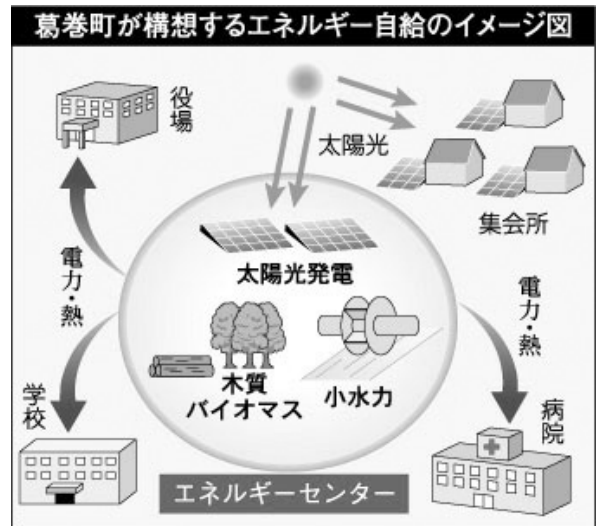 葛巻町が構想するエネルギー自給のイメージ図
役場
太陽光
集会所
太陽光発電
電力・熱
電力・熱
木質
バイオマス
小水力
学校
病院
エネルギーセンター